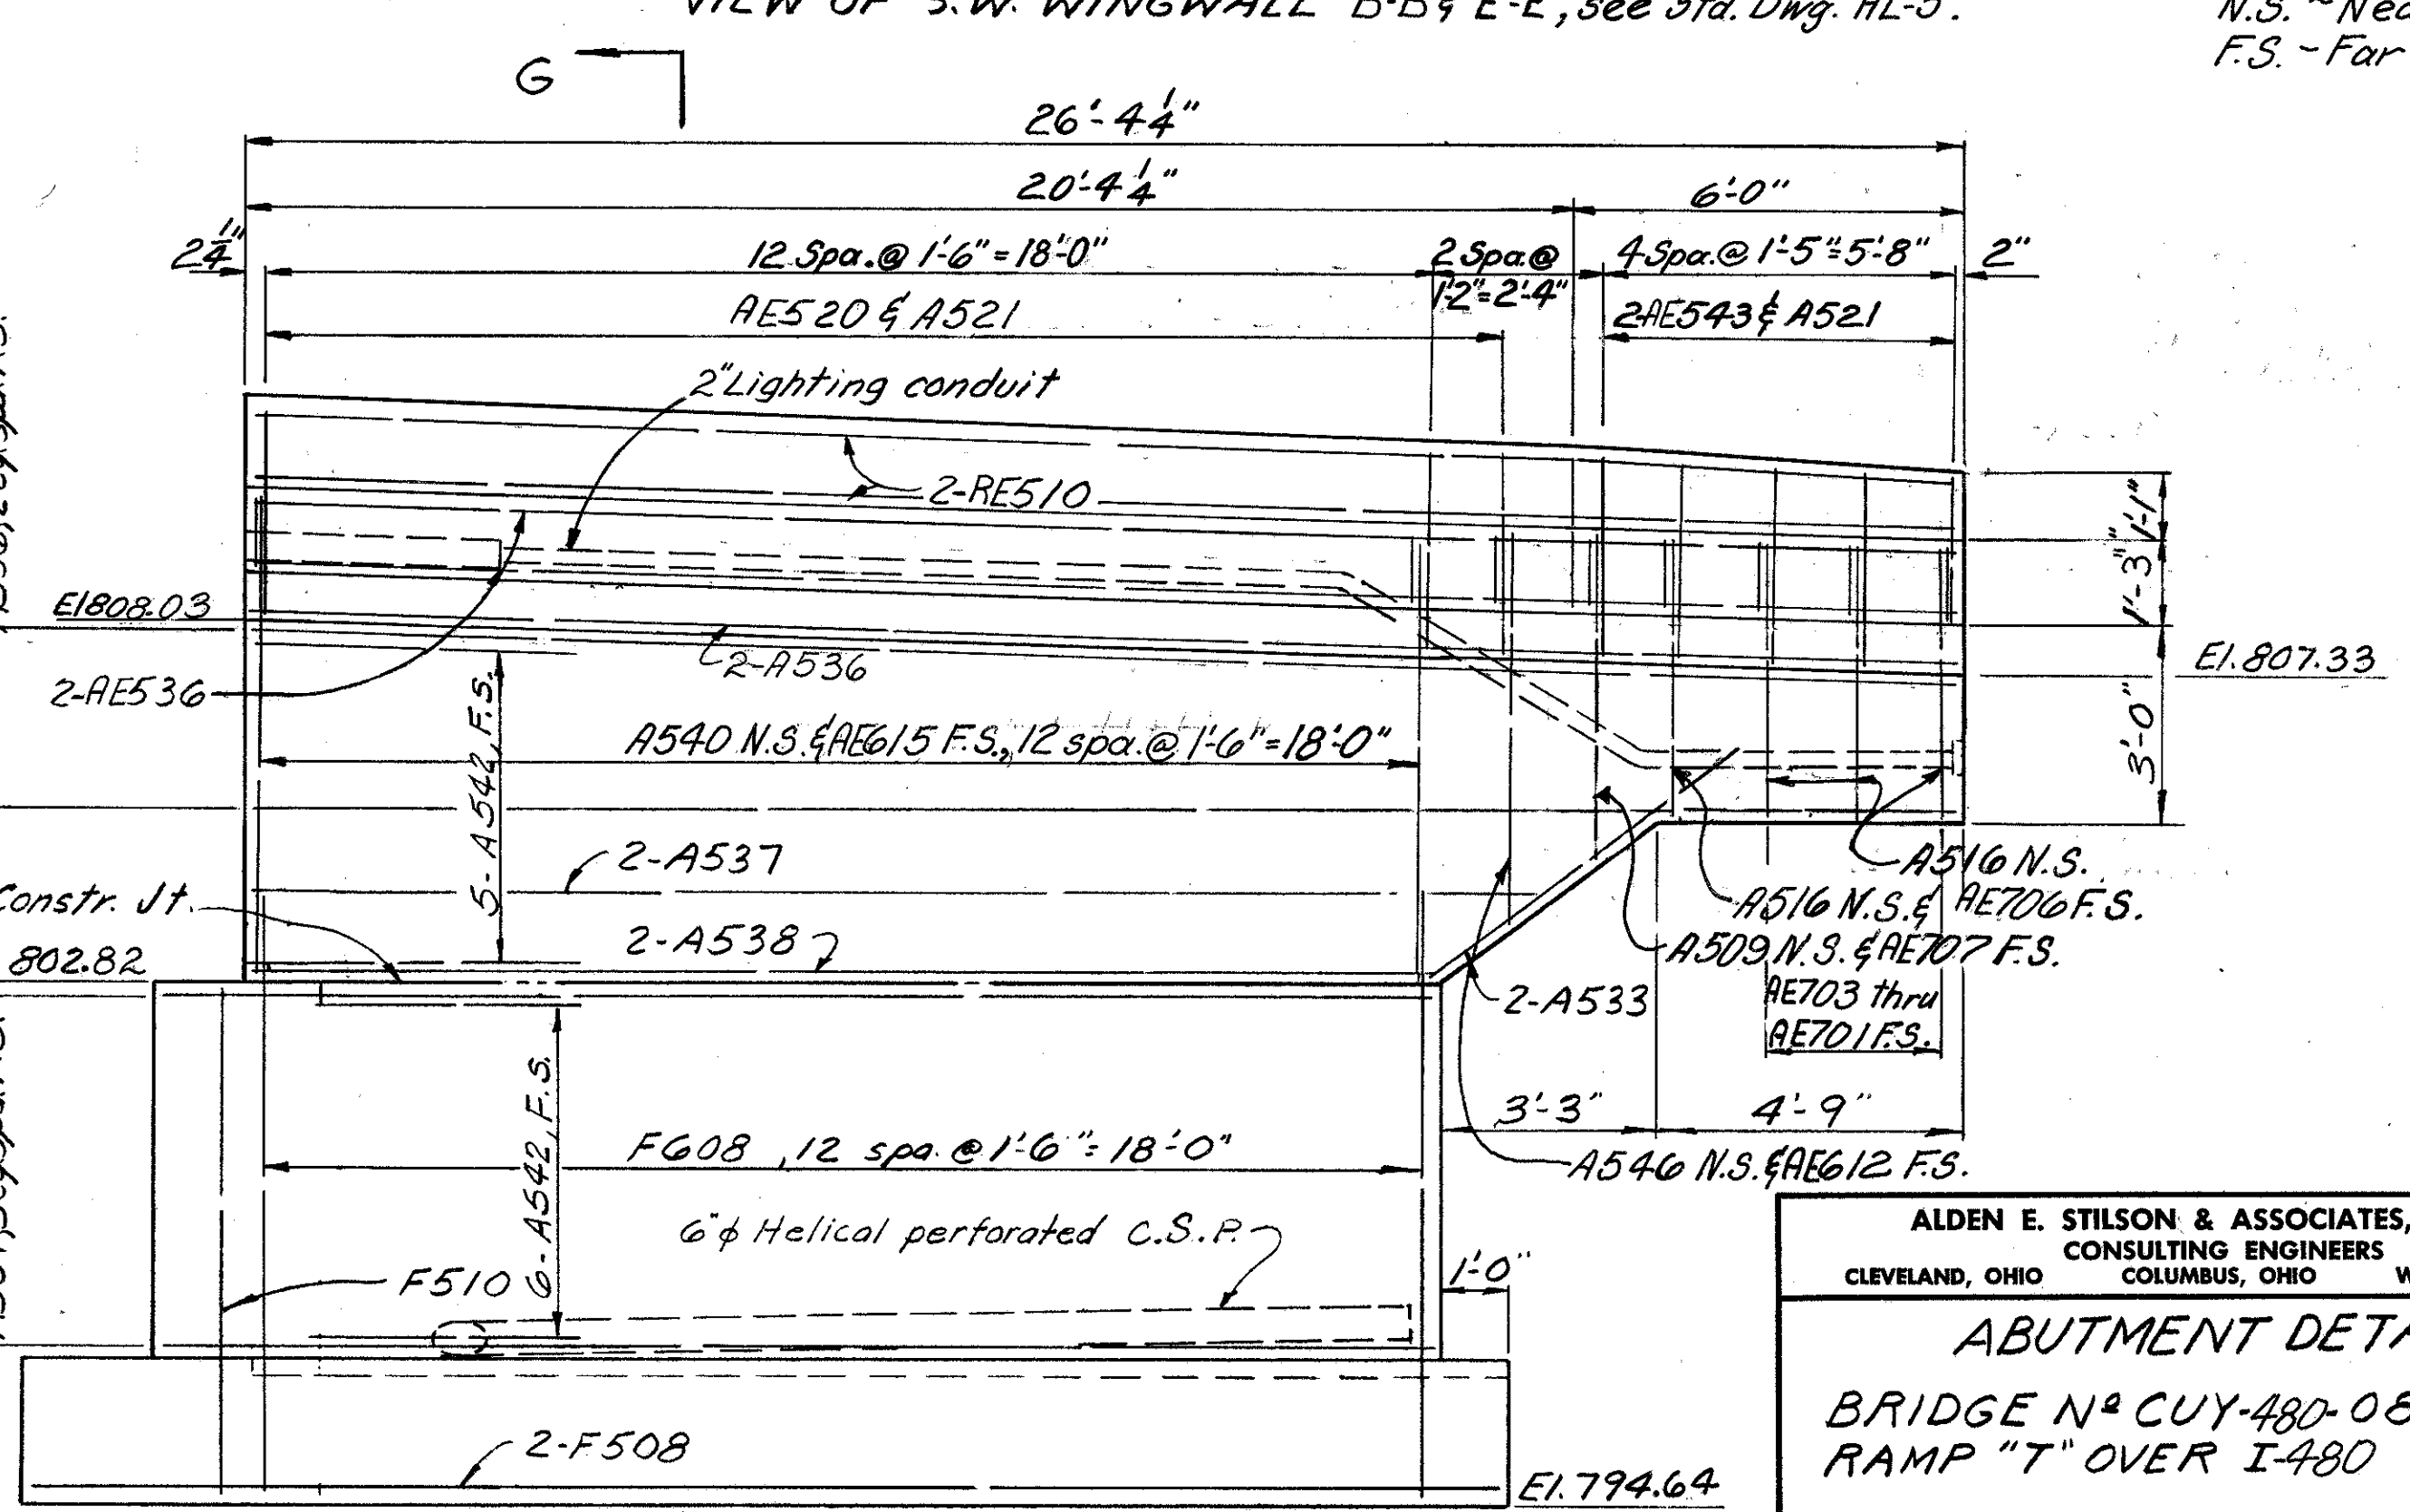 VIEW OF S.W. WINGWALL B-B & E-E, see Std. Dwg. AL-5.
N.S. ~
F.S. ~ Far
G
26'-4 1/4"
20'-4 1/4"
6'-0"
2 1/4"
12 Spa. @ 1'-6" = 18'-0"
2 Spa. @
1'-2" = 2'-4"
4 Spa. @ 1'-5" = 5'-8"
2"
AE520 & A521
2-AE543 & A521
2" Lighting conduit
2-RE510
1'-1"
1'-3"
El 808.03
2-A536
El. 807.33
2-AE536
3'-0"
A540 N.S. & AE615 F.S., 12 spa. @ 1'-6" = 18'-0"
5-A542, F.S.
2-A537
A516 N.S.
Constr. Jt.
A516 N.S. & AE706 F.S.
2-A538
A509 N.S. & AE707 F.S.
802.82
2-A533
AE703 thru
AE701 F.S.
3'-3"
4'-9"
F608, 12 spa. @ 1'-6" = 18'-0"
A546 N.S. & AE612 F.S.
6-A542, F.S.
6"ϕ Helical perforated C.S.P.
1'-0"
F510
2-F508
El. 794.64
ALDEN E. STILSON & ASSOCIATES,
CONSULTING ENGINEERS
CLEVELAND, OHIO COLUMBUS, OHIO W
ABUTMENT DETA
BRIDGE Nº CUY-480-08
RAMP "T" OVER I-480